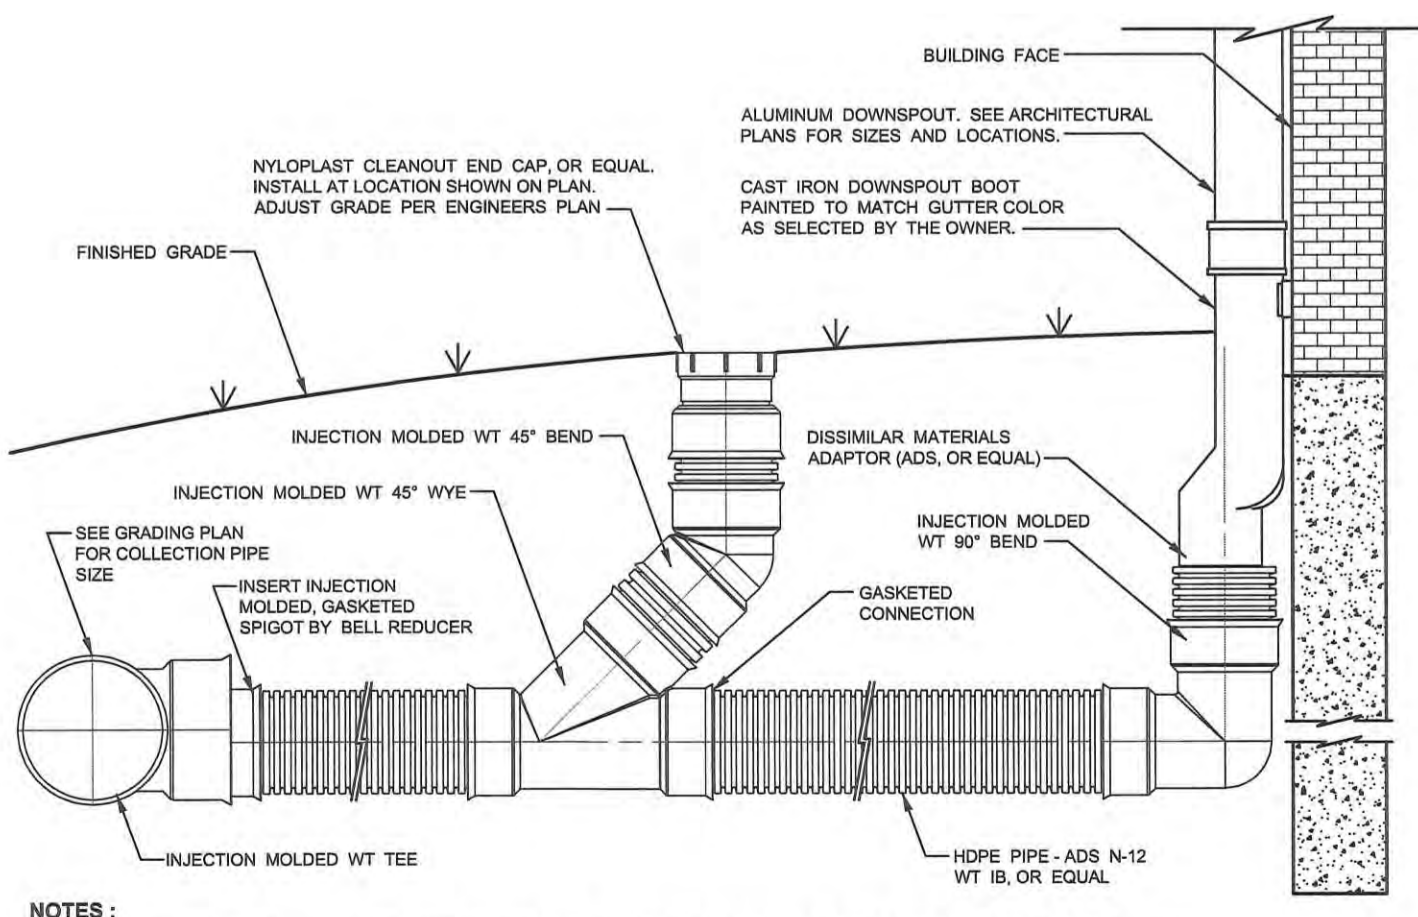 BUILDING FACE
ALUMINUM DOWNSPOUT. SEE ARCHITECTURAL
PLANS FOR SIZES AND LOCATIONS.
NYLOPLAST CLEANOUT END CAP, OR EQUAL.
INSTALL AT LOCATION SHOWN ON PLAN.
ADJUST GRADE PER ENGINEERS PLAN
CAST IRON DOWNSPOUT BOOT
PAINTED TO MATCH GUTTER COLOR
AS SELECTED BY THE OWNER.
FINISHED GRADE
INJECTION MOLDED WT 45° BEND
DISSIMILAR MATERIALS
ADAPTOR (ADS, OR EQUAL)
INJECTION MOLDED WT 45° WYE
INJECTION MOLDED
WT 90° BEND
SEE GRADING PLAN
FOR COLLECTION PIPE
SIZE
INSERT INJECTION
MOLDED, GASKETED
SPIGOT BY BELL REDUCER
GASKETED
CONNECTION
INJECTION MOLDED WT TEE
HDPE PIPE - ADS N-12
WT IB, OR EQUAL
NOTES :